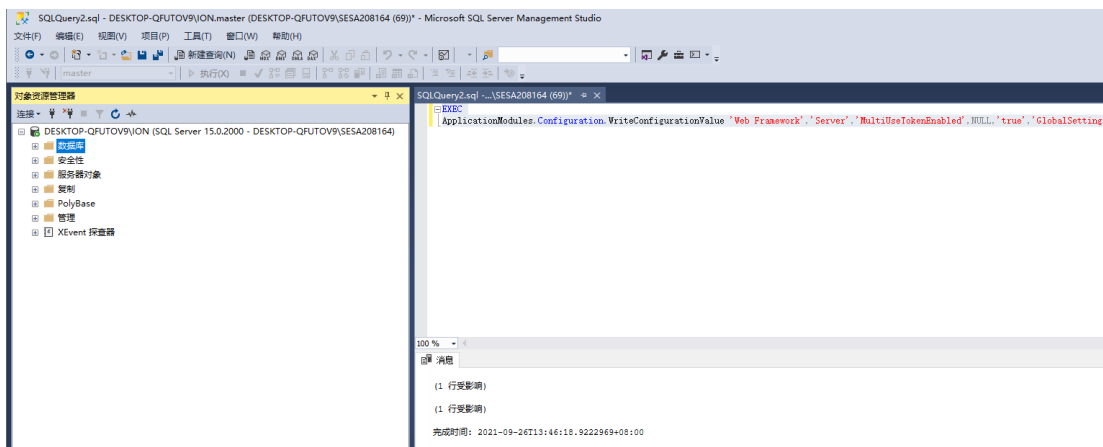 SQLQuery2.sql - DESKTOP-QFUTOV9\ION.master (DESKTOP-QFUTOV9\SESA208164 (69))* - Microsoft SQL Server Management Studio
文件(F) 编辑(E) 视图(V) 项目(P) 工具(T) 窗口(W) 帮助(H)
新建查询(N)
master 执行(X)
对象资源管理器
连接
DESKTOP-QFUTOV9\ION (SQL Server 15.0.2000 - DESKTOP-QFUTOV9\SESA208164)
数据库
安全性
服务器对象
复制
PolyBase
管理
XEvent 探查器
SQLQuery2.sql -...\SESA208164 (69))*
EXEC
ApplicationModules.Configuration.WriteConfigurationValue 'Web Framework','Server','MultiUseTokenEnabled',NULL,'true','GlobalSetting
100 %
消息
(1 行受影响)
(1 行受影响)
完成时间: 2021-09-26T13:46:18.9222969+08:00